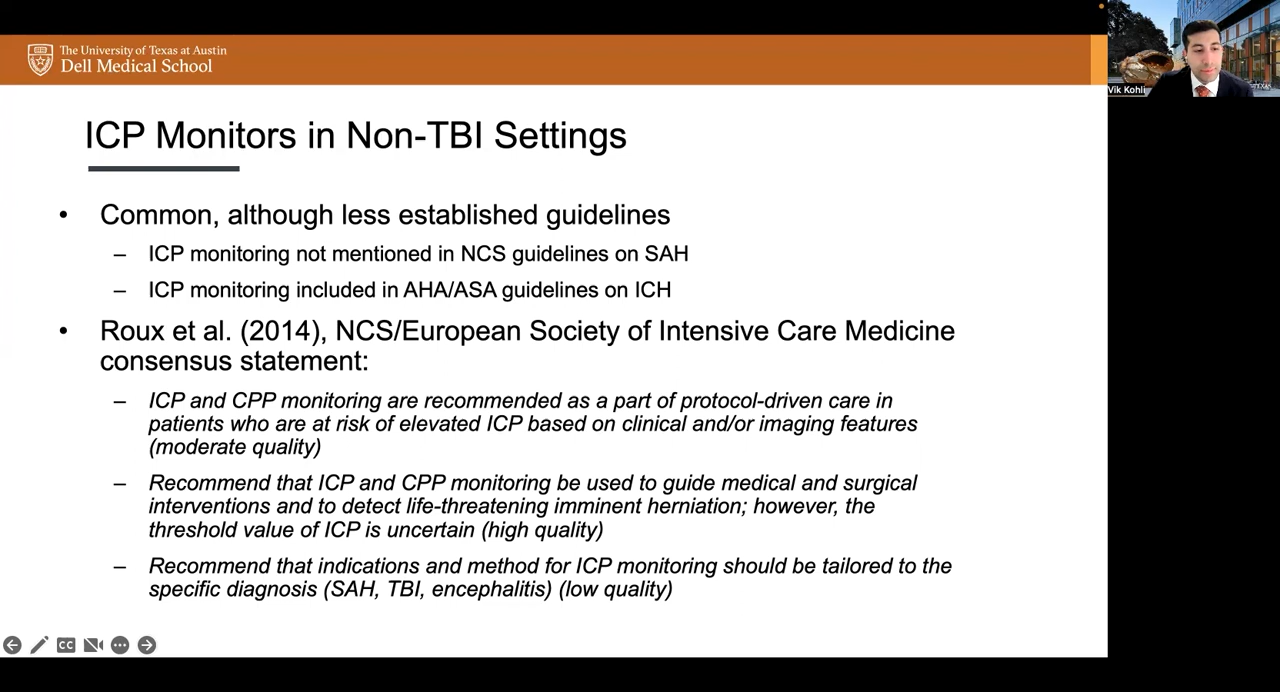 The University of Texas at Austin
Dell Medical School
Vik Kohli
ICP Monitors in Non-TBI Settings
• Common, although less established guidelines
– ICP monitoring not mentioned in NCS guidelines on SAH
– ICP monitoring included in AHA/ASA guidelines on ICH
• Roux et al. (2014), NCS/European Society of Intensive Care Medicine
consensus statement:
– ICP and CPP monitoring are recommended as a part of protocol-driven care in
patients who are at risk of elevated ICP based on clinical and/or imaging features
(moderate quality)
– Recommend that ICP and CPP monitoring be used to guide medical and surgical
interventions and to detect life-threatening imminent herniation; however, the
threshold value of ICP is uncertain (high quality)
– Recommend that indications and method for ICP monitoring should be tailored to the
specific diagnosis (SAH, TBI, encephalitis) (low quality)
CC